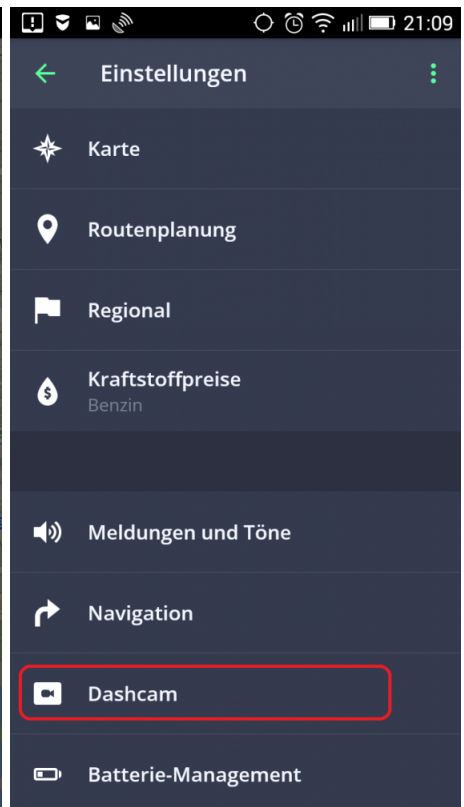 21:09
Einstellungen
Karte
Routenplanung
Regional
Kraftstoffpreise
Benzin
Meldungen und Töne
Navigation
Dashcam
Batterie-Management